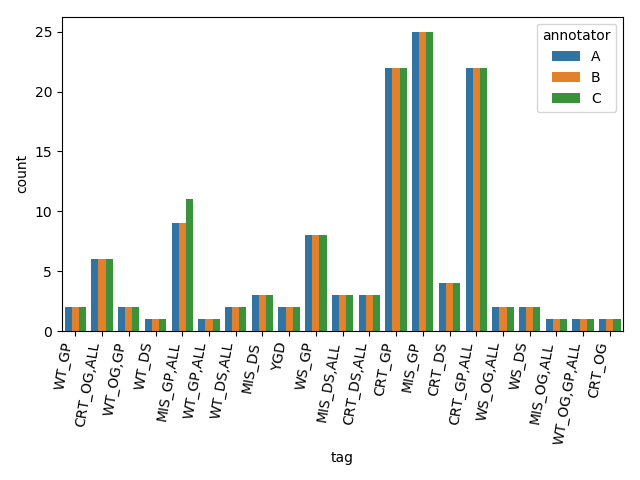 annotator
A
B
C
25
20
15
10
5
0
count
WT_GP
CRT_OG,ALL
WT_OG,GP
WT_DS
MIS_GP,ALL
WT_GP,ALL
WT_DS,ALL
MIS_DS
YGD
WS_GP
MIS_DS,ALL
CRT_DS,ALL
CRT_GP
MIS_GP
CRT_DS
CRT_GP,ALL
WS_OG,ALL
WS_DS
MIS_OG,ALL
WT_OG,GP,ALL
CRT_OG
tag